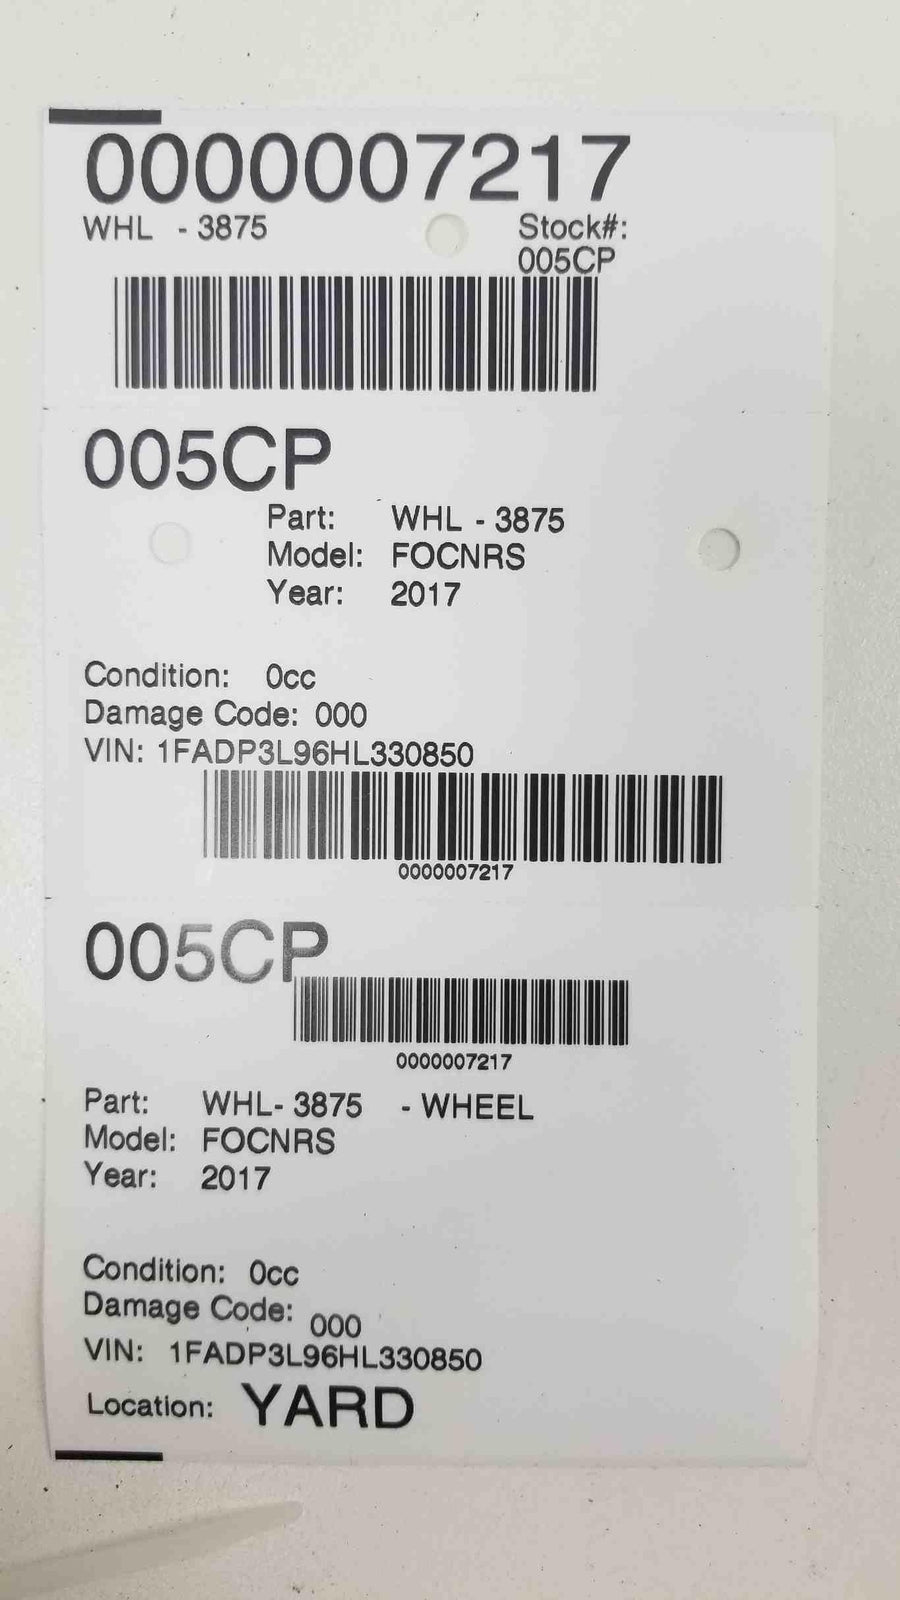 0000007217
WHL - 3875 Stock#:
005CP
005CP
Part: WHL - 3875
Model: FOCNRS
Year: 2017
Condition: 0cc
Damage Code: 000
VIN: 1FADP3L96HL330850
0000007217
005CP
0000007217
Part: WHL- 3875 - WHEEL
Model: FOCNRS
Year: 2017
Condition: 0cc
Damage Code: 000
VIN: 1FADP3L96HL330850
Location: YARD